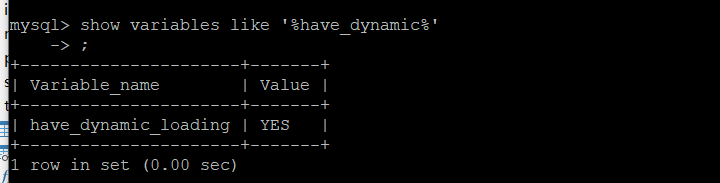 mysql> show variables like '%have_dynamic%'
    -> ;
+----------------------+-------+
| Variable_name        | Value |
+----------------------+-------+
| have_dynamic_loading | YES   |
+----------------------+-------+
1 row in set (0.00 sec)